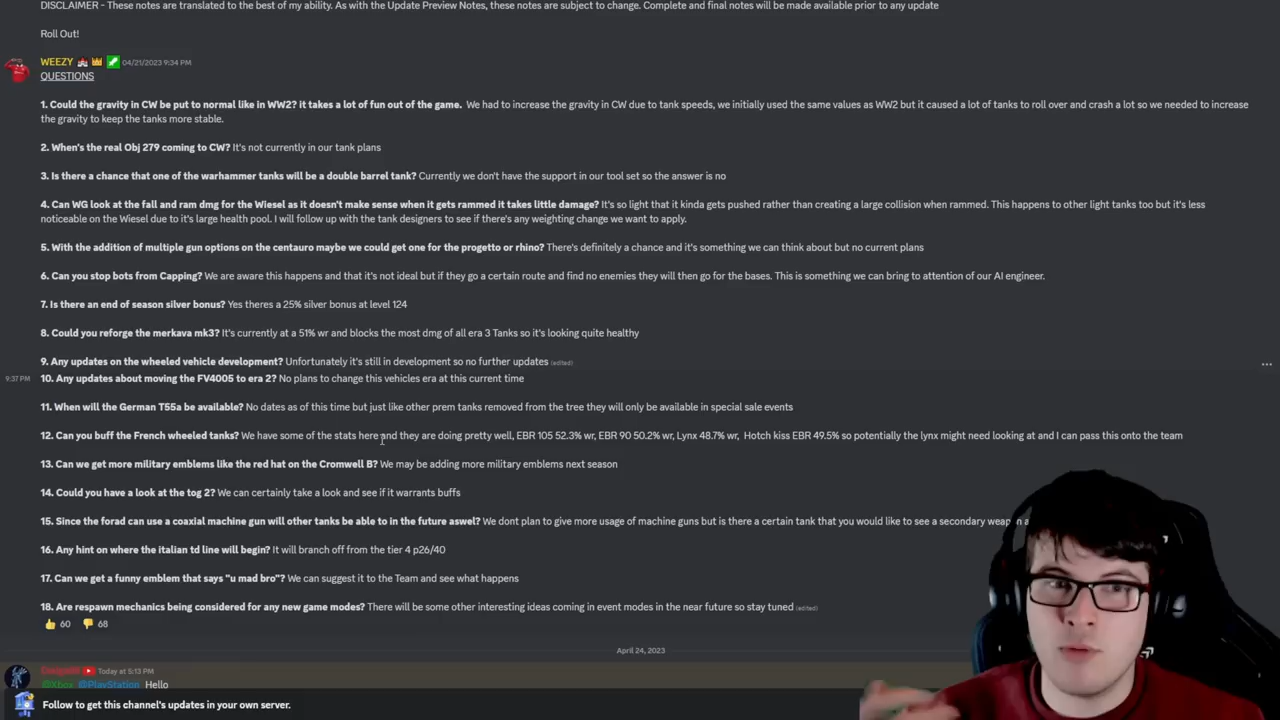 DISCLAIMER - These notes are translated to the best of my ability. As with the Update Preview Notes, these notes are subject to change. Complete and final notes will be made available prior to any update
Roll Out!
WEEZY 04/21/2023 9:34 PM
QUESTIONS
1. Could the gravity in CW be put to normal like in WW2? it takes a lot of fun out of the game. We had to increase the gravity in CW due to tank speeds, we initially used the same values as WW2 but it caused a lot of tanks to roll over and crash a lot so we needed to increase
the gravity to keep the tanks more stable.
2. When's the real Obj 279 coming to CW? It's not currently in our tank plans
3. Is there a chance that one of the warhammer tanks will be a double barrel tank? Currently we don't have the support in our tool set so the answer is no
4. Can WG look at the fall and ram dmg for the Wiesel as it doesn't make sense when it gets rammed it takes little damage? It's so light that it kinda gets pushed rather than creating a large collision when rammed. This happens to other light tanks too but it's less
noticeable on the Wiesel due to it's large health pool. I will follow up with the tank designers to see if there's any weighting change we want to apply.
5. With the addition of multiple gun options on the centauro maybe we could get one for the progetto or rhino? There's definitely a chance and it's something we can think about but no current plans
6. Can you stop bots from Capping? We are aware this happens and that it's not ideal but if they go a certain route and find no enemies they will then go for the bases. This is something we can bring to attention of our AI engineer.
7. Is there an end of season silver bonus? Yes theres a 25% silver bonus at level 124
8. Could you reforge the merkava mk3? It's currently at a 51% wr and blocks the most dmg of all era 3 Tanks so it's looking quite healthy
9. Any updates on the wheeled vehicle development? Unfortunately it's still in development so no further updates (edited)
9:37 PM 10. Any updates about moving the FV4005 to era 2? No plans to change this vehicles era at this current time
11. When will the German T55a be available? No dates as of this time but just like other prem tanks removed from the tree they will only be available in special sale events
12. Can you buff the French wheeled tanks? We have some of the stats here and they are doing pretty well, EBR 105 52.3% wr, EBR 90 50.2% wr, Lynx 48.7% wr, Hotch kiss EBR 49.5% so potentially the lynx might need looking at and I can pass this onto the team
13. Can we get more military emblems like the red hat on the Cromwell B? We may be adding more military emblems next season
14. Could you have a look at the tog 2? We can certainly take a look and see if it warrants buffs
15. Since the forad can use a coaxial machine gun will other tanks be able to in the future aswel? We dont plan to give more usage of machine guns but is there a certain tank that you would like to see a secondary weapon a
16. Any hint on where the italian td line will begin? It will branch off from the tier 4 p26/40
17. Can we get a funny emblem that says "u mad bro"? We can suggest it to the Team and see what happens
18. Are respawn mechanics being considered for any new game modes? There will be some other interesting ideas coming in event modes in the near future so stay tuned (edited)
60 68
April 24, 2023
Today at 5:13 PM
@Xbox @PlayStation Hello
Follow to get this channel's updates in your own server.